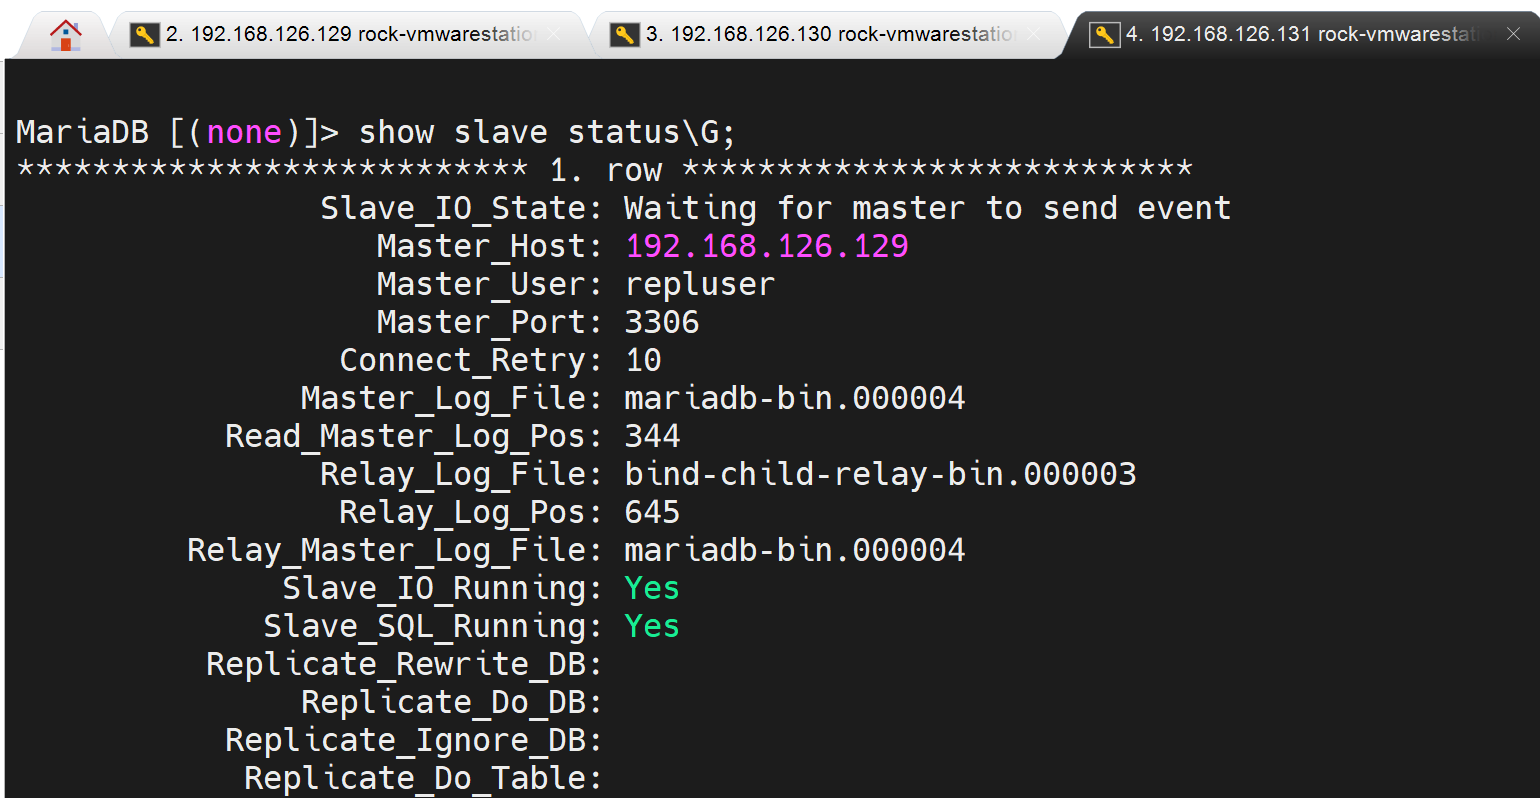 2. 192.168.126.129 rock-vmwarestatio
3. 192.168.126.130 rock-vmwarestatio
4. 192.168.126.131 rock-vmwarestat
MariaDB [(none)]> show slave status\G;
*************************** 1. row ***************************
Slave_IO_State: Waiting for master to send event
Master_Host: 192.168.126.129
Master_User: repluser
Master_Port: 3306
Connect_Retry: 10
Master_Log_File: mariadb-bin.000004
Read_Master_Log_Pos: 344
Relay_Log_File: bind-child-relay-bin.000003
Relay_Log_Pos: 645
Relay_Master_Log_File: mariadb-bin.000004
Slave_IO_Running: Yes
Slave_SQL_Running: Yes
Replicate_Rewrite_DB:
Replicate_Do_DB:
Replicate_Ignore_DB:
Replicate_Do_Table: